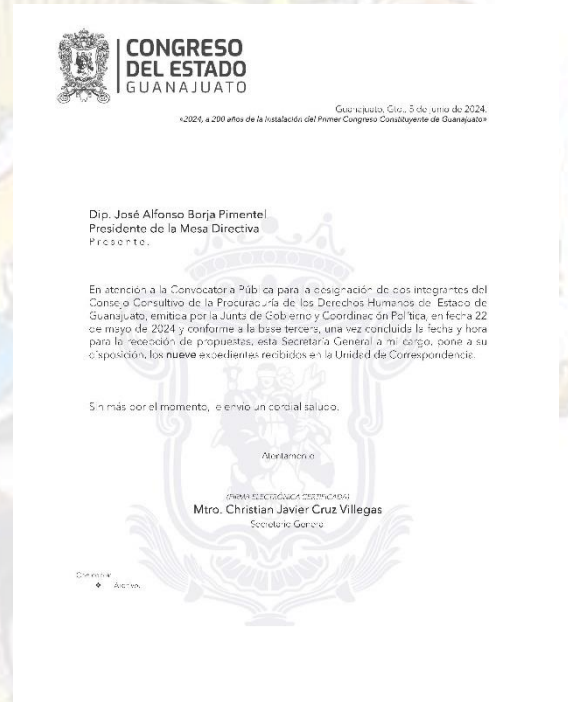 CONGRESO
DEL ESTADO
GUANAJUATO
Guanajuato, Gto., 5 de junio de 2024.
«2024, a 200 años de la Instalación del Primer Congreso Constituyente de Guanajuato»
Dip. José Alfonso Borja Pimentel
Presidente de la Mesa Directiva
Presente.
En atención a la Convocatoria Pública para la designación de dos integrantes del
Consejo Consultivo de la Procuraduría de los Derechos Humanos del Estado de
Guanajuato, emitida por la Junta de Gobierno y Coordinación Política, en fecha 22
de mayo de 2024 y conforme a la base tercera, una vez concluida la fecha y hora
para la recepción de propuestas, esta Secretaría General a mi cargo, pone a su
disposición, los nueve expedientes recibidos en la Unidad de Correspondencia.
Sin más por el momento, le envío un cordial saludo.
Atentamente
(FIRMA ELECTRÓNICA CERTIFICADA)
Mtro. Christian Javier Cruz Villegas
Secretario General
❖ Archivo.